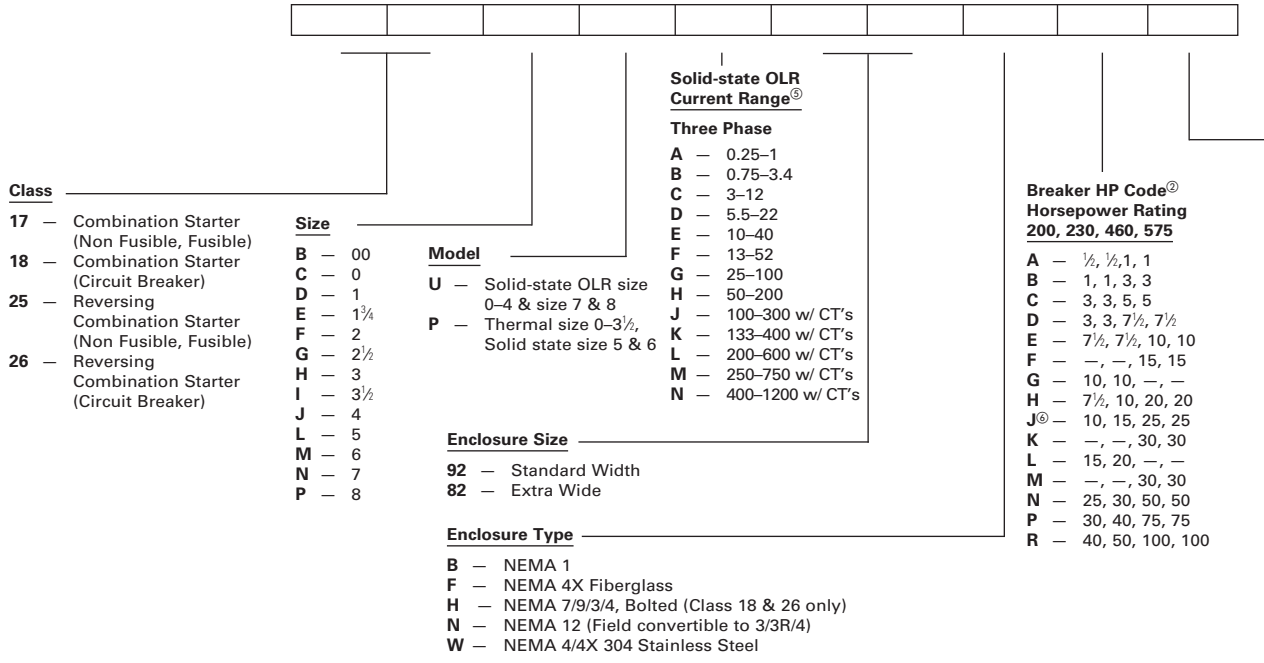 Solid-state OLR
Current Range⑤
Three Phase
A — 0.25–1
B — 0.75–3.4
C — 3–12
D — 5.5–22
E — 10–40
F — 13–52
G — 25–100
H — 50–200
J — 100–300 w/ CT's
K — 133–400 w/ CT's
L — 200–600 w/ CT's
M — 250–750 w/ CT's
N — 400–1200 w/ CT's
Class
17 — Combination Starter
(Non Fusible, Fusible)
18 — Combination Starter
(Circuit Breaker)
25 — Reversing
Combination Starter
(Non Fusible, Fusible)
26 — Reversing
Combination Starter
(Circuit Breaker)
Size
B — 00
C — 0
D — 1
E — 1¾
F — 2
G — 2½
H — 3
I — 3½
J — 4
L — 5
M — 6
N — 7
P — 8
Model
U — Solid-state OLR size
0–4 & size 7 & 8
P — Thermal size 0–3½,
Solid state size 5 & 6
Breaker HP Code②
Horsepower Rating
200, 230, 460, 575
A — ½, ½,1, 1
B — 1, 1, 3, 3
C — 3, 3, 5, 5
D — 3, 3, 7½, 7½
E — 7½, 7½, 10, 10
F — —, —, 15, 15
G — 10, 10, —, —
H — 7½, 10, 20, 20
J⑥ — 10, 15, 25, 25
K — —, —, 30, 30
L — 15, 20, —, —
M — —, —, 30, 30
N — 25, 30, 50, 50
P — 30, 40, 75, 75
R — 40, 50, 100, 100
Enclosure Size
92 — Standard Width
82 — Extra Wide
Enclosure Type
B — NEMA 1
F — NEMA 4X Fiberglass
H — NEMA 7/9/3/4, Bolted (Class 18 & 26 only)
N — NEMA 12 (Field convertible to 3/3R/4)
W — NEMA 4/4X 304 Stainless Steel